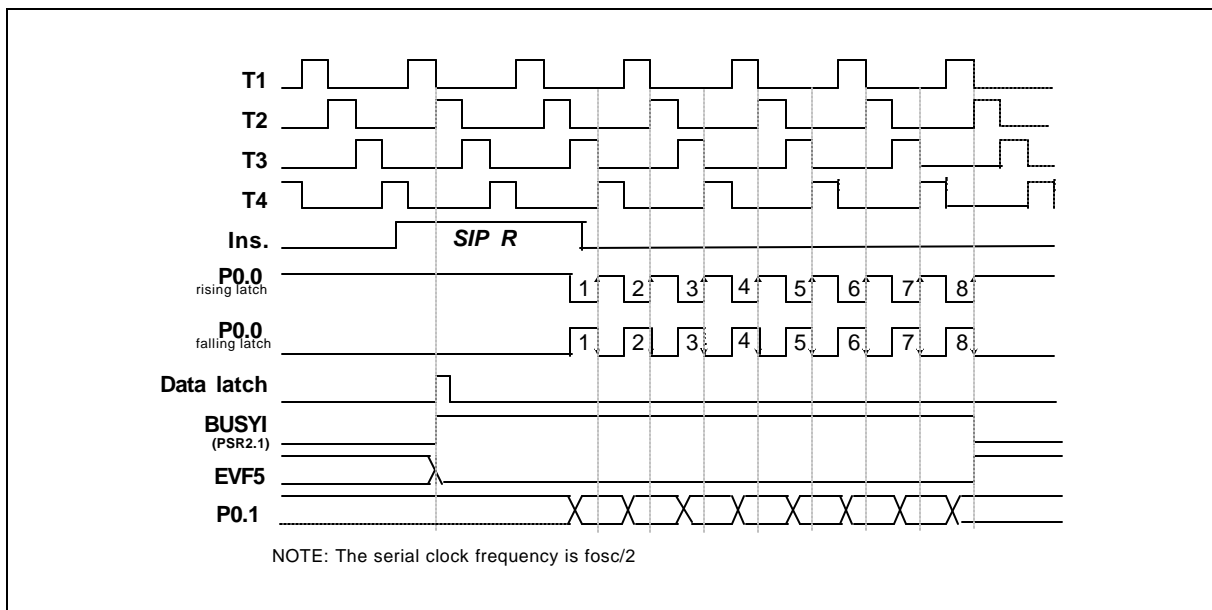 T1
T2
T3
T4
Ins.
SIP R
P0.0
rising latch
1 2 3 4 5 6 7 8
P0.0
falling latch
1 2 3 4 5 6 7 8
Data latch
BUSYI
(PSR2.1)
EVF5
P0.1
NOTE: The serial clock frequency is fosc/2